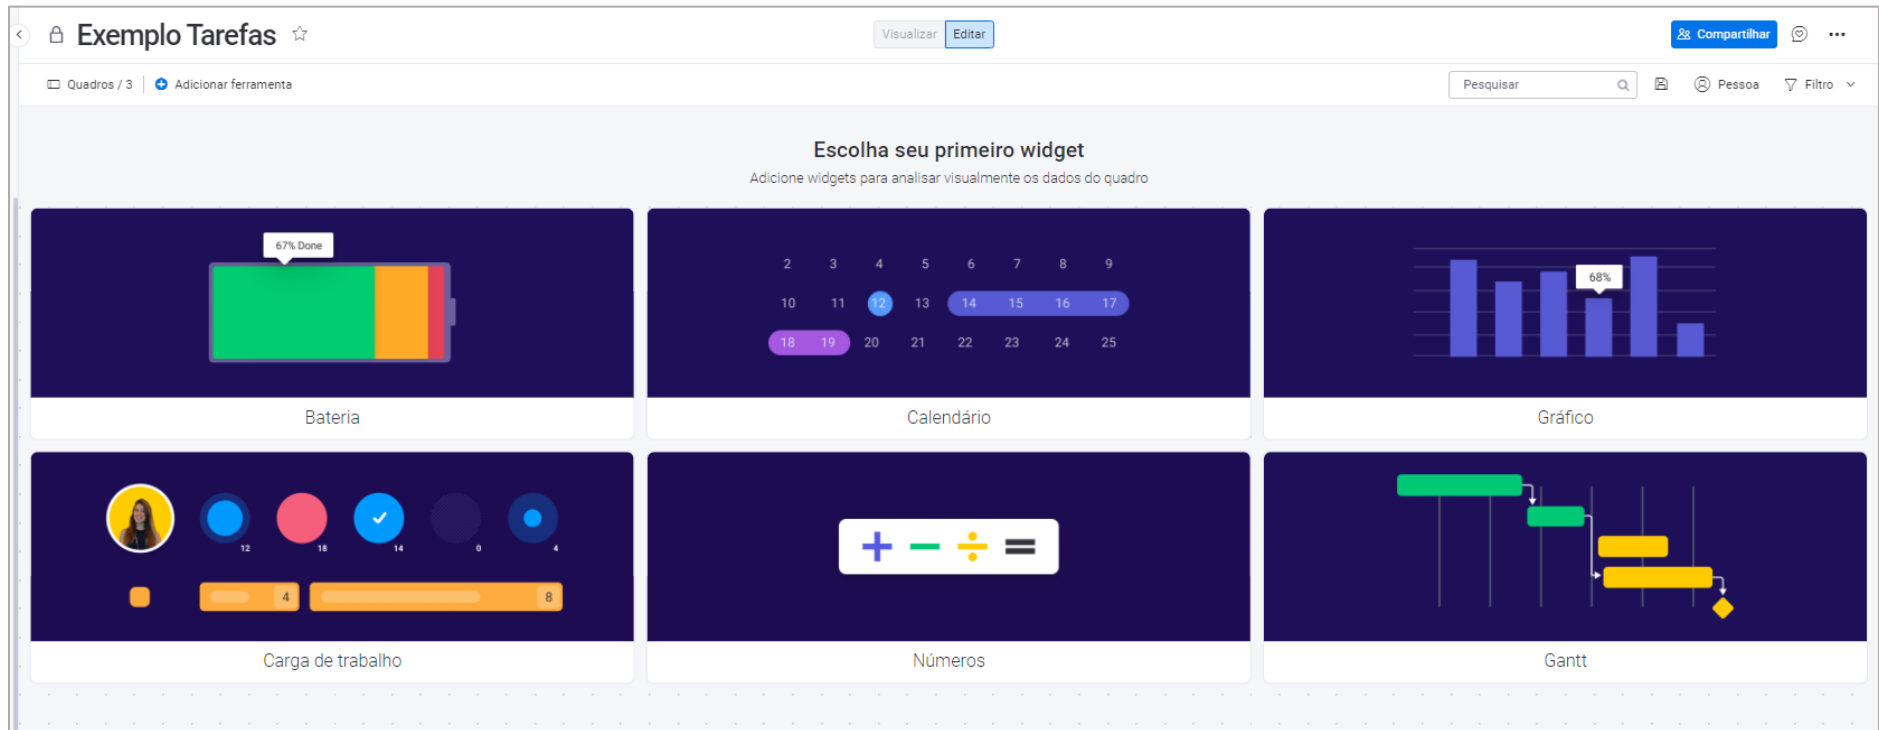 Exemplo Tarefas
Visualizar Editar
Compartilhar
Quadros / 3
Adicionar ferramenta
Pesquisar
Pessoa
Filtro
Escolha seu primeiro widget
Adicione widgets para analisar visualmente os dados do quadro
67% Done
Bateria
2 3 4 5 6 7 8 9
10 11 12 13 14 15 16 17
18 19 20 21 22 23 24 25
Calendário
68%
Gráfico
12 18 14 0 4
4 8
Carga de trabalho
+ − ÷ =
Números
Gantt